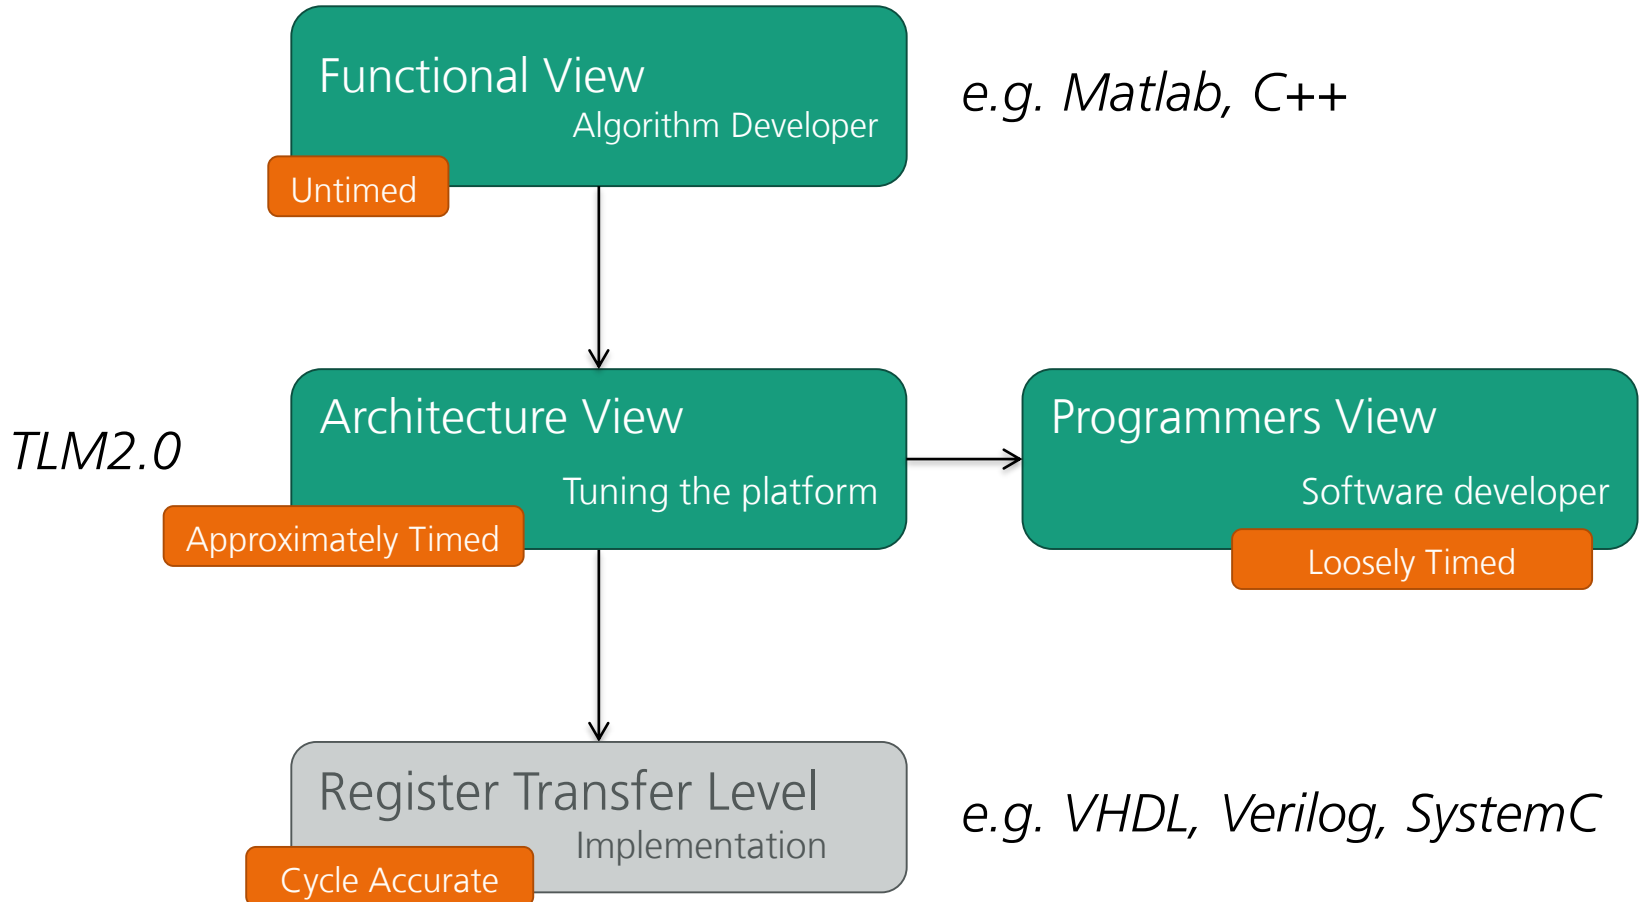 Functional View
Algorithm Developer
Untimed
e.g. Matlab, C++
TLM2.0
Architecture View
Tuning the platform
Approximately Timed
Programmers View
Software developer
Loosely Timed
Register Transfer Level
Implementation
Cycle Accurate
e.g. VHDL, Verilog, SystemC